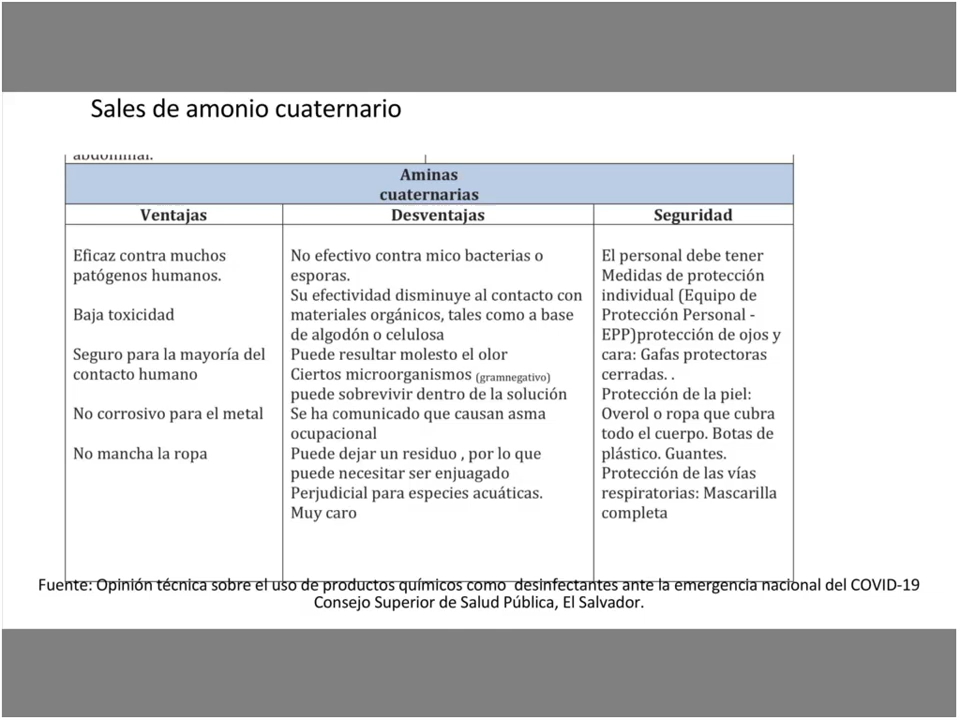 Sales de amonio cuaternario
abdominal.
Aminas
cuaternarias
Ventajas
Desventajas
Seguridad
Eficaz contra muchos
patógenos humanos.
Baja toxicidad
Seguro para la mayoría del
contacto humano
No corrosivo para el metal
No mancha la ropa
No efectivo contra mico bacterias o
esporas.
Su efectividad disminuye al contacto con
materiales orgánicos, tales como a base
de algodón o celulosa
Puede resultar molesto el olor
Ciertos microorganismos (gramnegativo)
puede sobrevivir dentro de la solución
Se ha comunicado que causan asma
ocupacional
Puede dejar un residuo , por lo que
puede necesitar ser enjuagado
Perjudicial para especies acuáticas.
Muy caro
El personal debe tener
Medidas de protección
individual (Equipo de
Protección Personal -
EPP)protección de ojos y
cara: Gafas protectoras
cerradas. .
Protección de la piel:
Overol o ropa que cubra
todo el cuerpo. Botas de
plástico. Guantes.
Protección de las vías
respiratorias: Mascarilla
completa
Fuente: Opinión técnica sobre el uso de productos químicos como desinfectantes ante la emergencia nacional del COVID-19
Consejo Superior de Salud Pública, El Salvador.